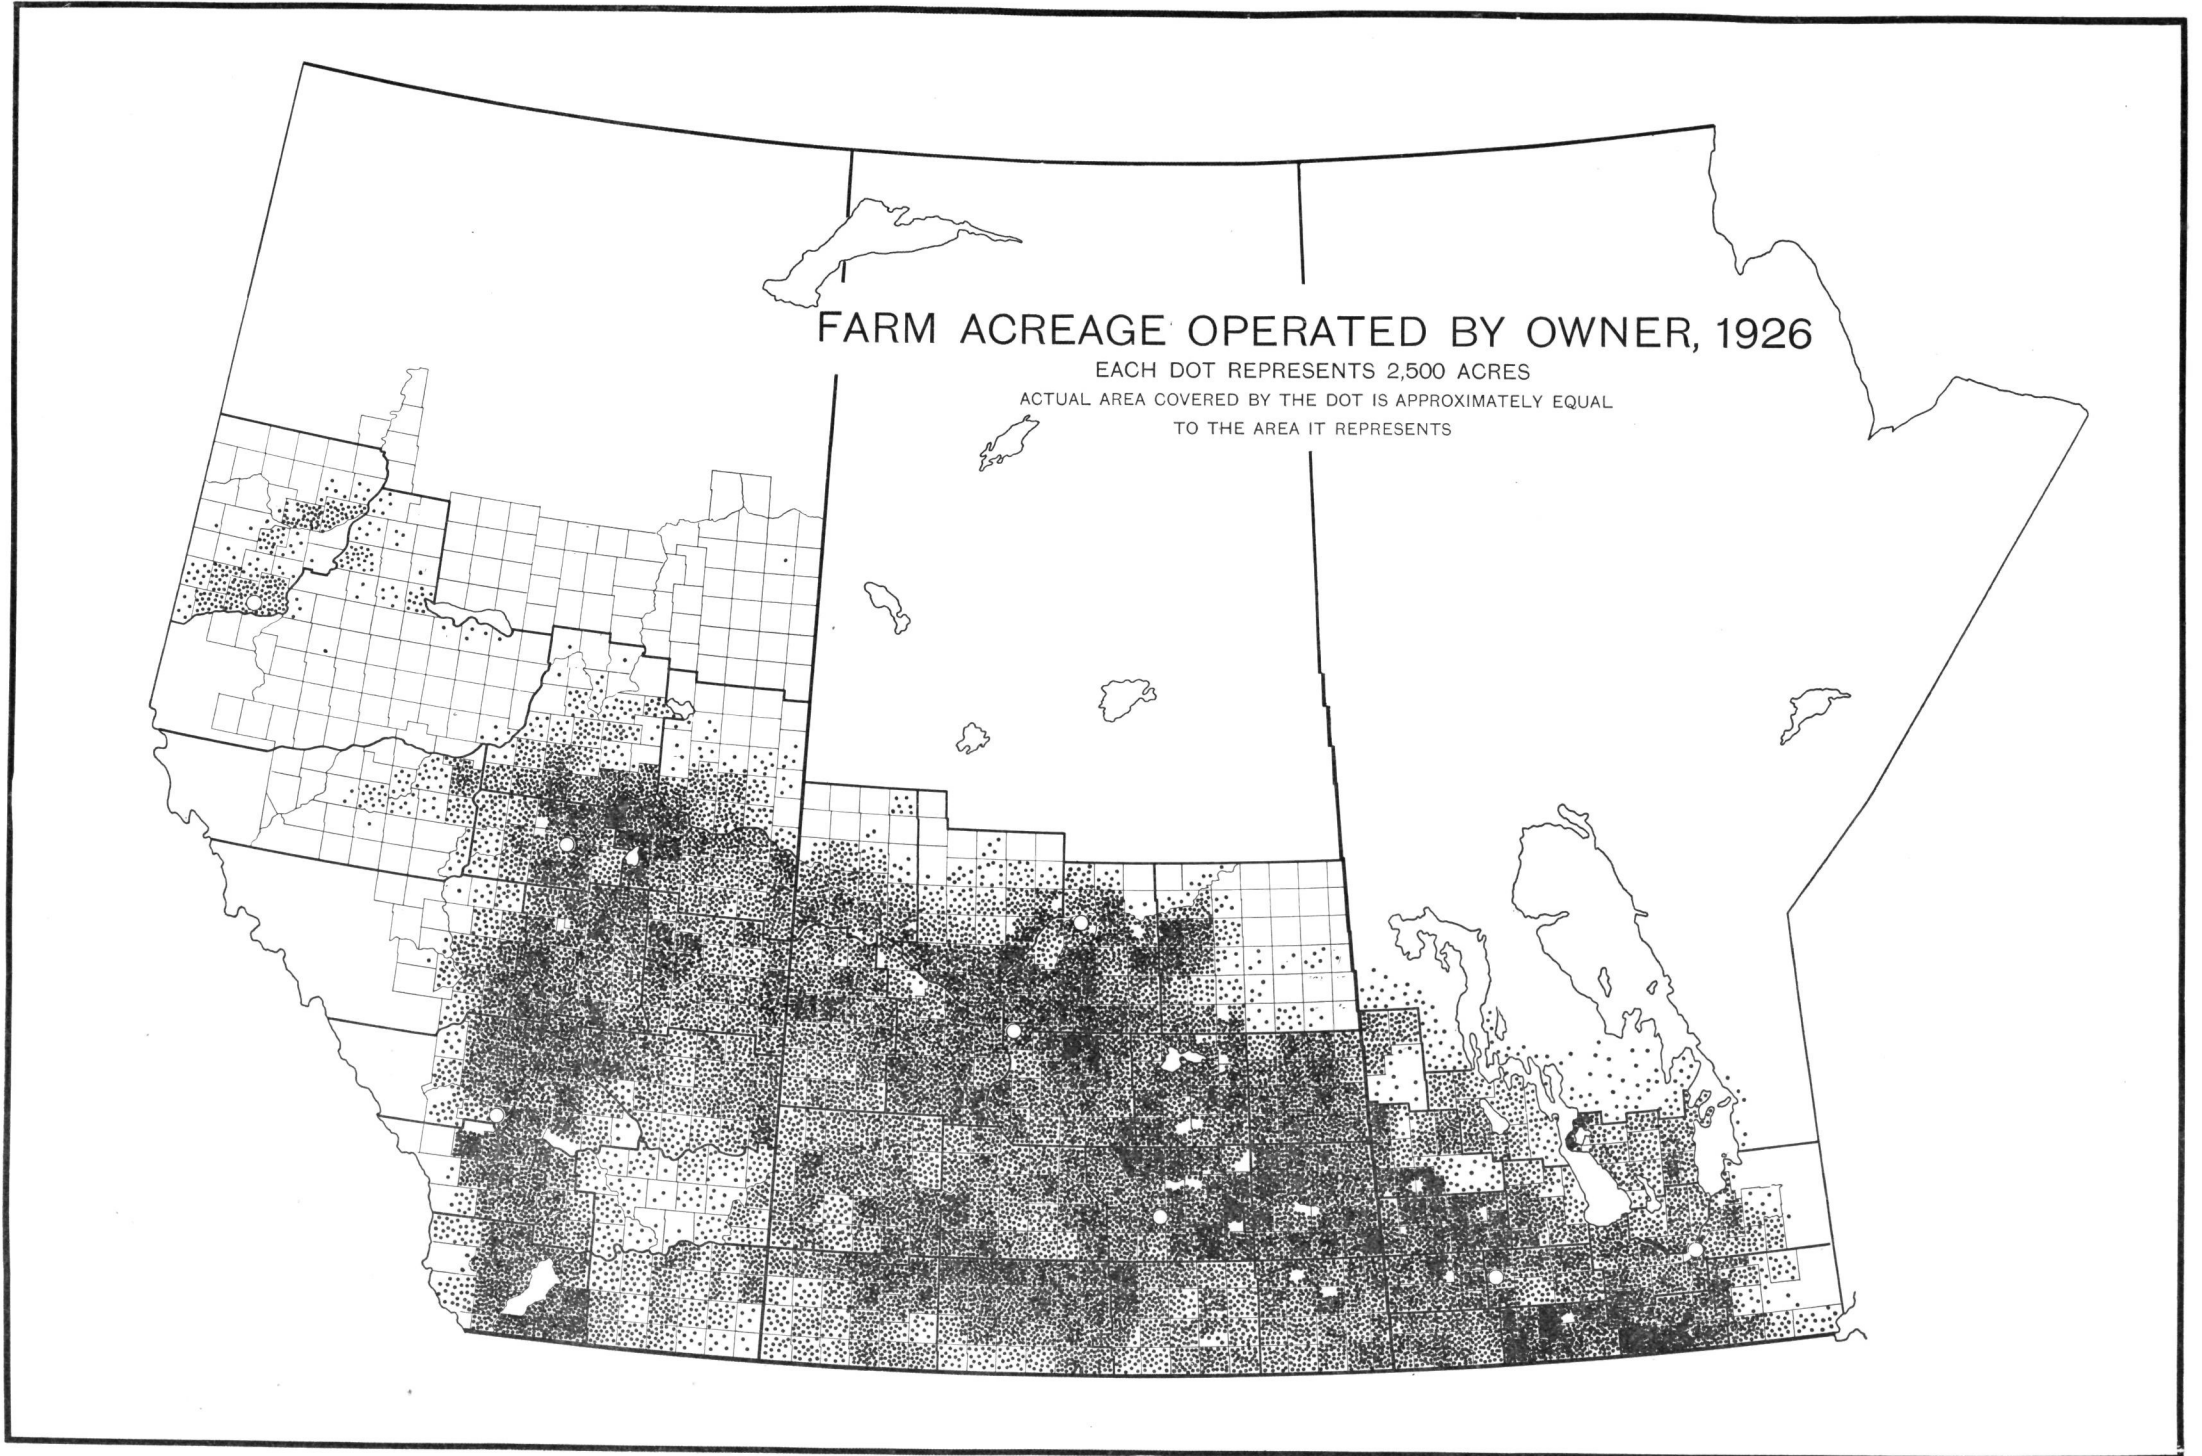 FARM ACREAGE OPERATED BY OWNER, 1926
EACH DOT REPRESENTS 2,500 ACRES
ACTUAL AREA COVERED BY THE DOT IS APPROXIMATELY EQUAL
TO THE AREA IT REPRESENTS